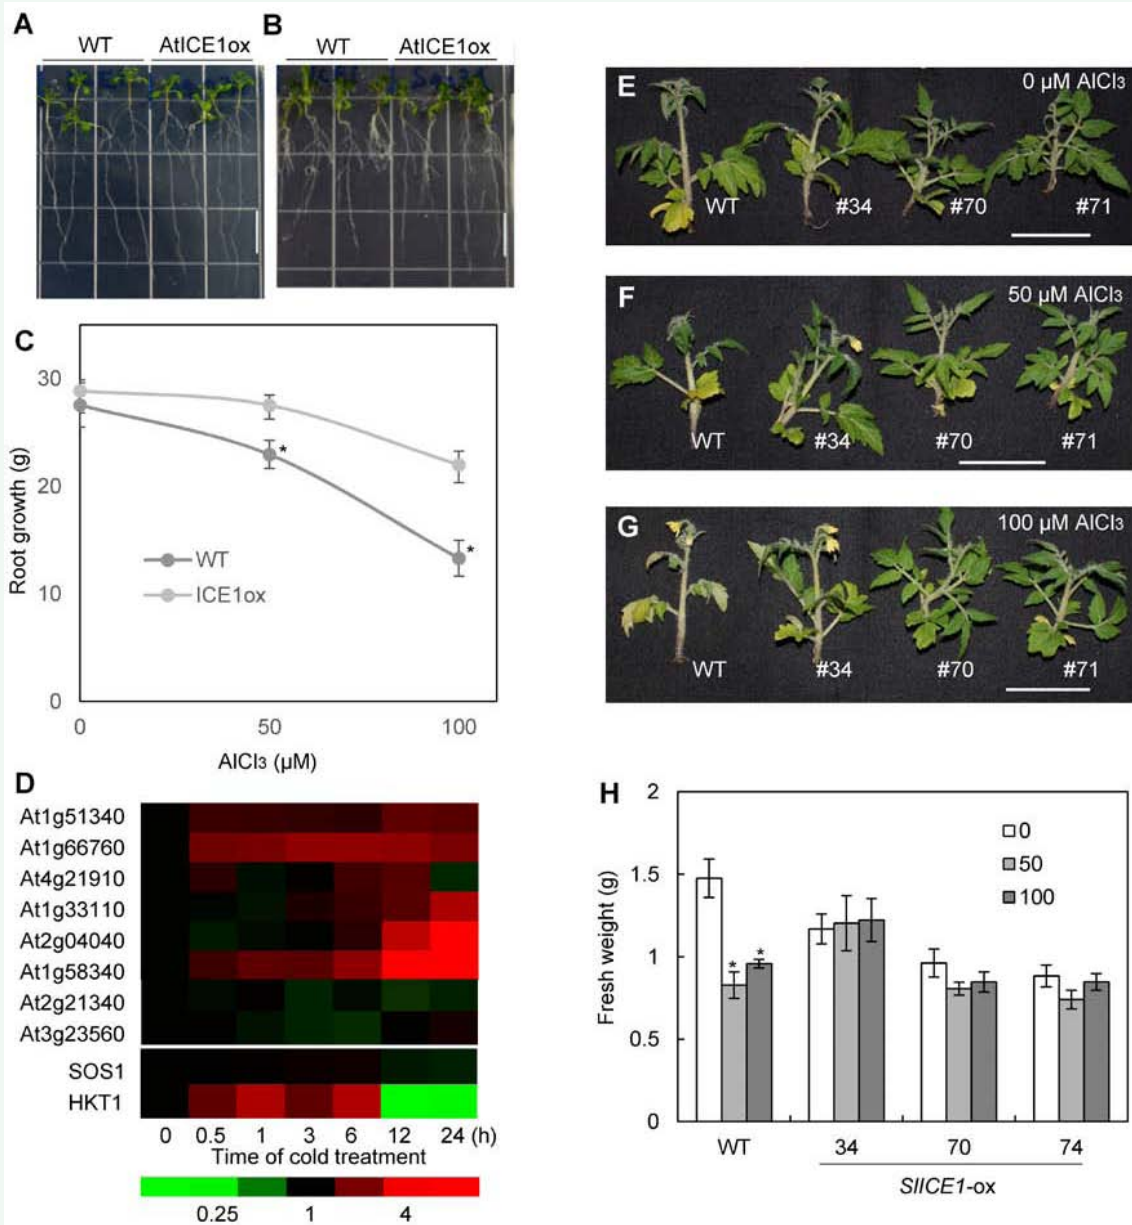 A
B
WT
AtICE1ox
WT
AtICE1ox
E
0 µM AlCl3
WT
#34
#70
#71
F
50 µM AlCl3
WT
#34
#70
#71
G
100 µM AlCl3
WT
#34
#70
#71
C
Root growth (g)
30
20
10
0
WT
ICE1ox
0
50
100
AlCl3 (µM)
D
At1g51340
At1g66760
At4g21910
At1g33110
At2g04040
At1g58340
At2g21340
At3g23560
SOS1
HKT1
0 0.5 1 3 6 12 24 (h)
Time of cold treatment
0.25 1 4
H
Fresh weight (g)
2
1.5
1
0.5
0
0
50
100
* *
WT 34 70 74
SlICE1-ox